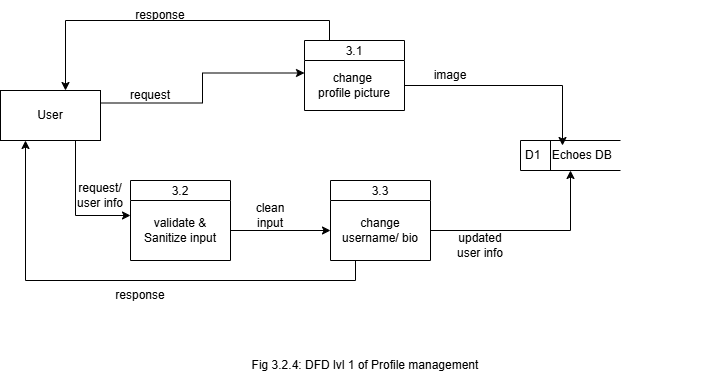 response
3.1
change
profile picture
image
request
User
D1
Echoes DB
request/
user info
3.2
validate &
Sanitize input
clean
input
3.3
change
username/ bio
updated
user info
response
Fig 3.2.4: DFD lvl 1 of Profile management